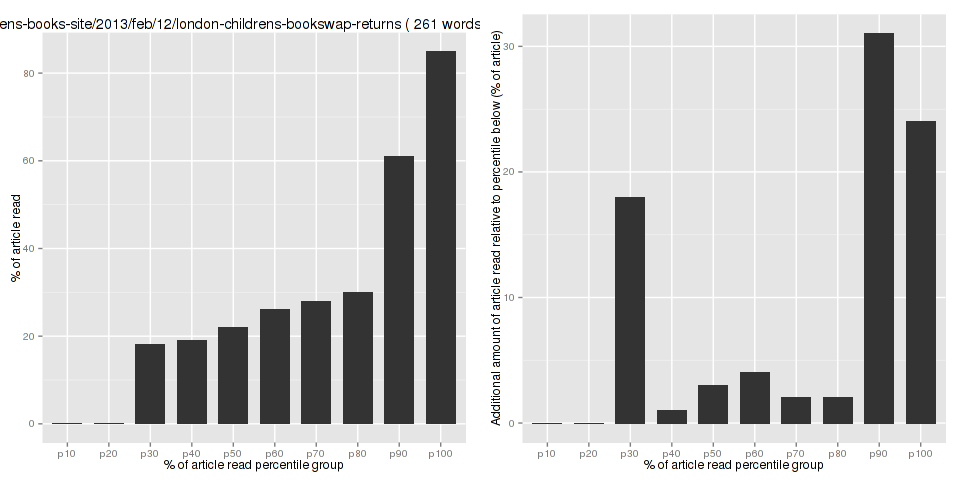 ens-books-site/2013/feb/12/london-childrens-bookswap-returns ( 261 words
% of article read
80
60
40
20
0
p10 p20 p30 p40 p50 p60 p70 p80 p90 p100
% of article read percentile group
Additional amount of article read relative to percentile below (% of article)
30
20
10
0
p10 p20 p30 p40 p50 p60 p70 p80 p90 p100
% of article read percentile group